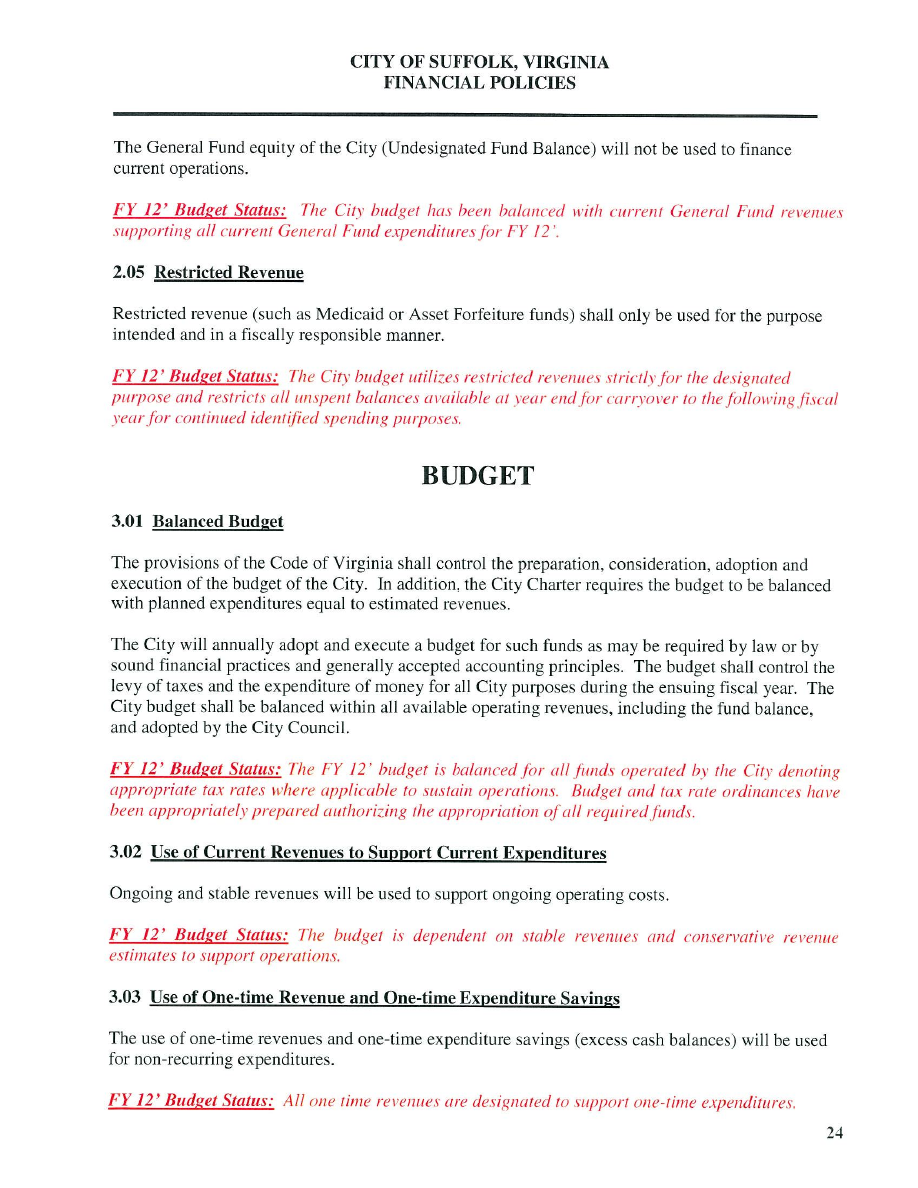 CITY OF SUFFOLK, VIRGINIA
FINANCIAL POLICIES
The General Fund equity of the City (Undesignated Fund Balance) will not be used to finance
current operations.
FY 12' Budget Status: The City budget has been balanced with current General Fund revenues
supporting all current General Fund expenditures for FY 12'.
2.05 Restricted Revenue
Restricted revenue (such as Medicaid or Asset Forfeiture funds) shall only be used for the purpose
intended and in a fiscally responsible manner.
FY 12' Budget Status: The City budget utilizes restricted revenues strictly for the designated
purpose and restricts all unspent balances available at year end for carryover to the following fiscal
year for continued identified spending purposes.
BUDGET
3.01 Balanced Budget
The provisions of the Code of Virginia shall control the preparation, consideration, adoption and
execution of the budget of the City. In addition, the City Charter requires the budget to be balanced
with planned expenditures equal to estimated revenues.
The City will annually adopt and execute a budget for such funds as may be required by law or by
sound financial practices and generally accepted accounting principles. The budget shall control the
levy of taxes and the expenditure of money for all City purposes during the ensuing fiscal year. The
City budget shall be balanced within all available operating revenues, including the fund balance,
and adopted by the City Council.
FY 12' Budget Status: The FY 12' budget is balanced for all funds operated by the City denoting
appropriate tax rates where applicable to sustain operations. Budget and tax rate ordinances have
been appropriately prepared authorizing the appropriation of all required funds.
3.02 Use of Current Revenues to Support Current Expenditures
Ongoing and stable revenues will be used to support ongoing operating costs.
FY 12' Budget Status: The budget is dependent on stable revenues and conservative revenue
estimates to support operations.
3.03 Use of One-time Revenue and One-time Expenditure Savings
The use of one-time revenues and one-time expenditure savings (excess cash balances) will be used
for non-recurring expenditures.
FY 12' Budget Status: All one time revenues are designated to support one-time expenditures.
24